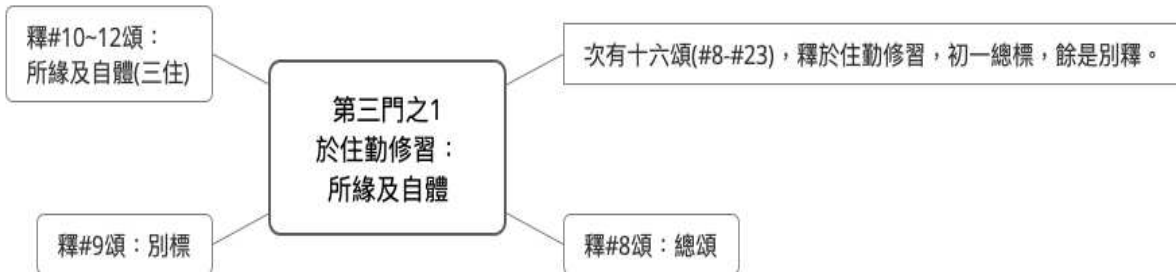 釋#10~12頌：
所緣及自體(三住)
次有十六頌(#8-#23)，釋於住勤修習，初一總標，餘是別釋。
第三門之1
於住勤修習：
所緣及自體
釋#9頌：別標
釋#8頌：總頌